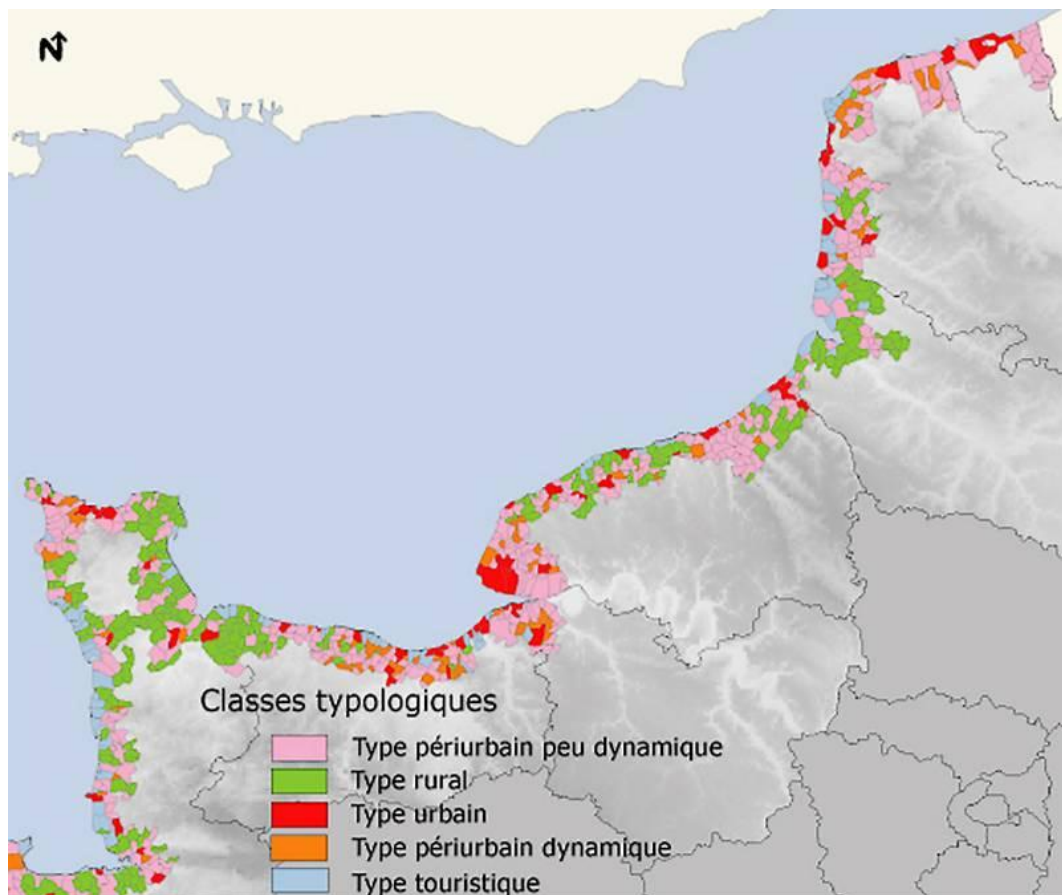 N
Classes typologiques
Type périurbain peu dynamique
Type rural
Type urbain
Type périurbain dynamique
Type touristique